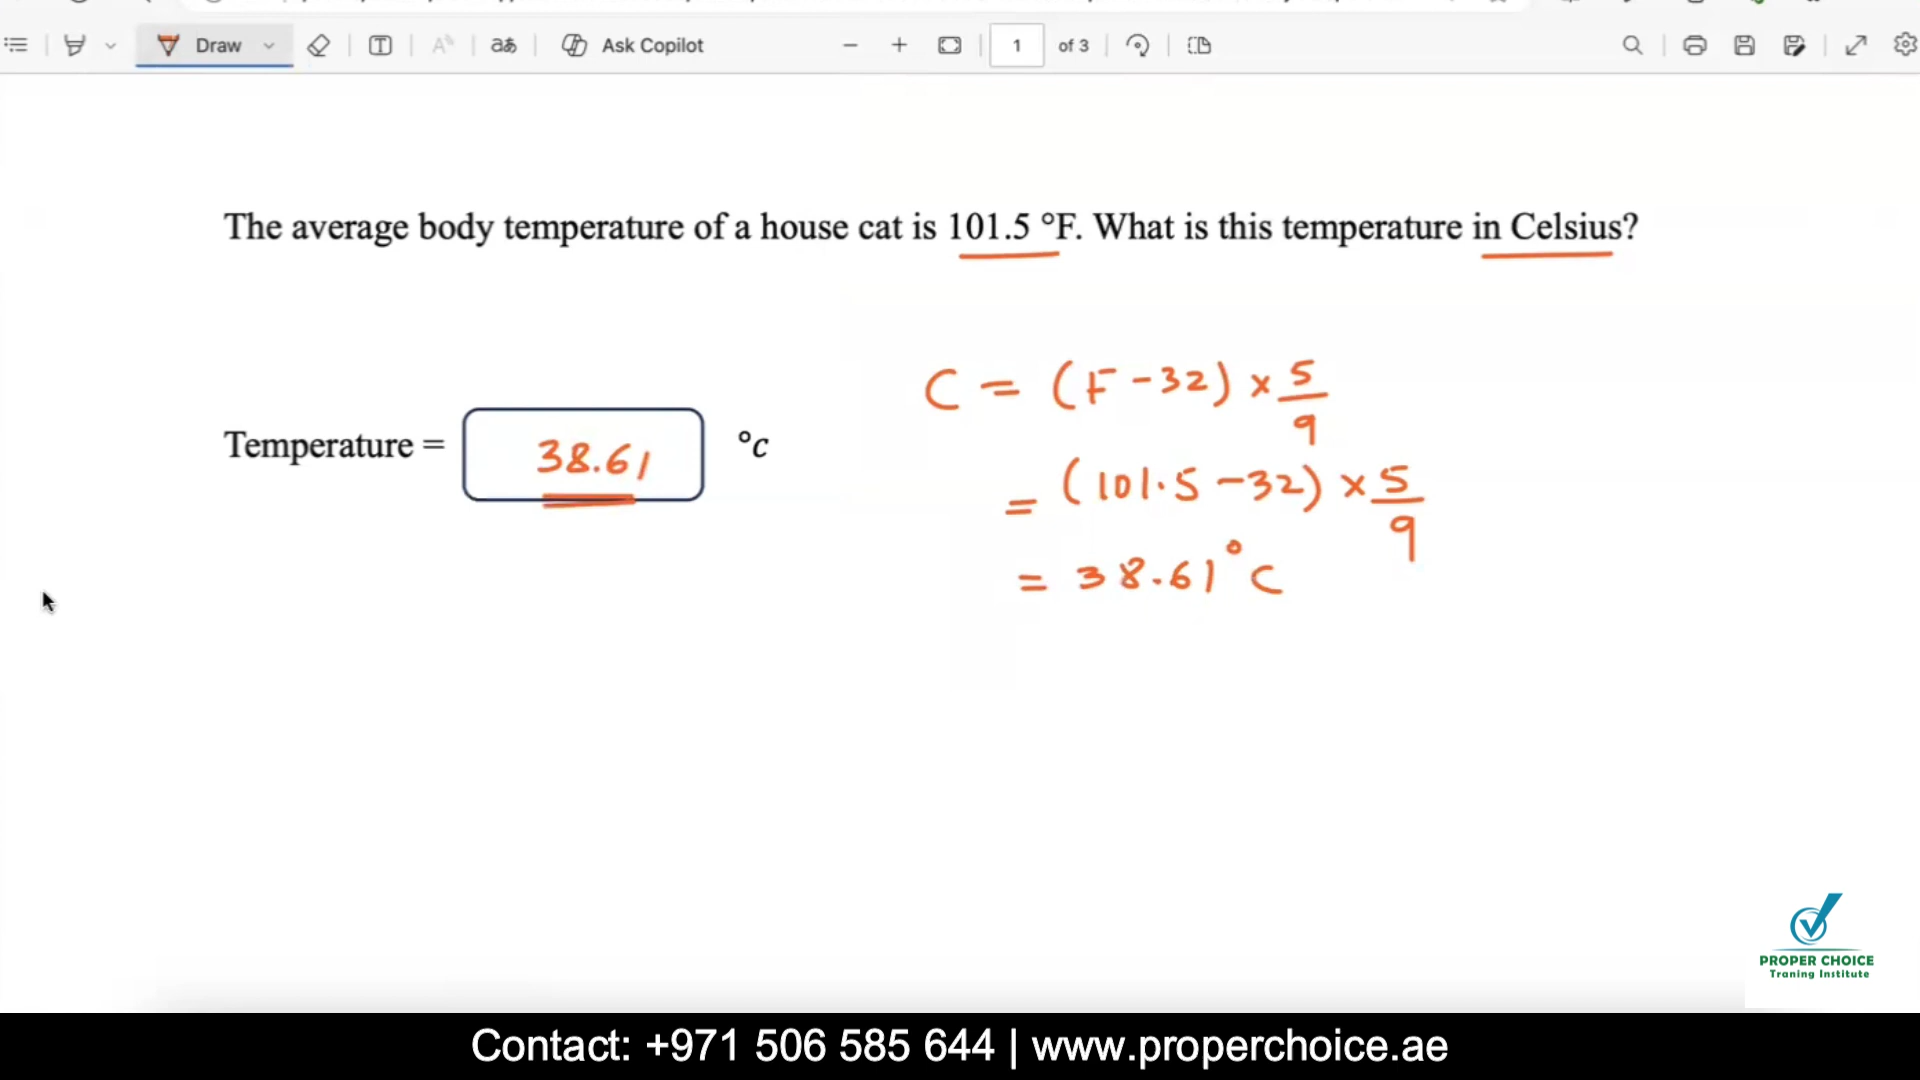 Draw
T
A
aあ
Ask Copilot
1
of 3
The average body temperature of a house cat is 101.5 °F. What is this temperature in Celsius?
Temperature =
38.61
°c
C = (F - 32) × 5/9
= (101.5 - 32) × 5/9
= 38.61° C
PROPER CHOICE
Traning Institute
Contact: +971 506 585 644 | www.properchoice.ae